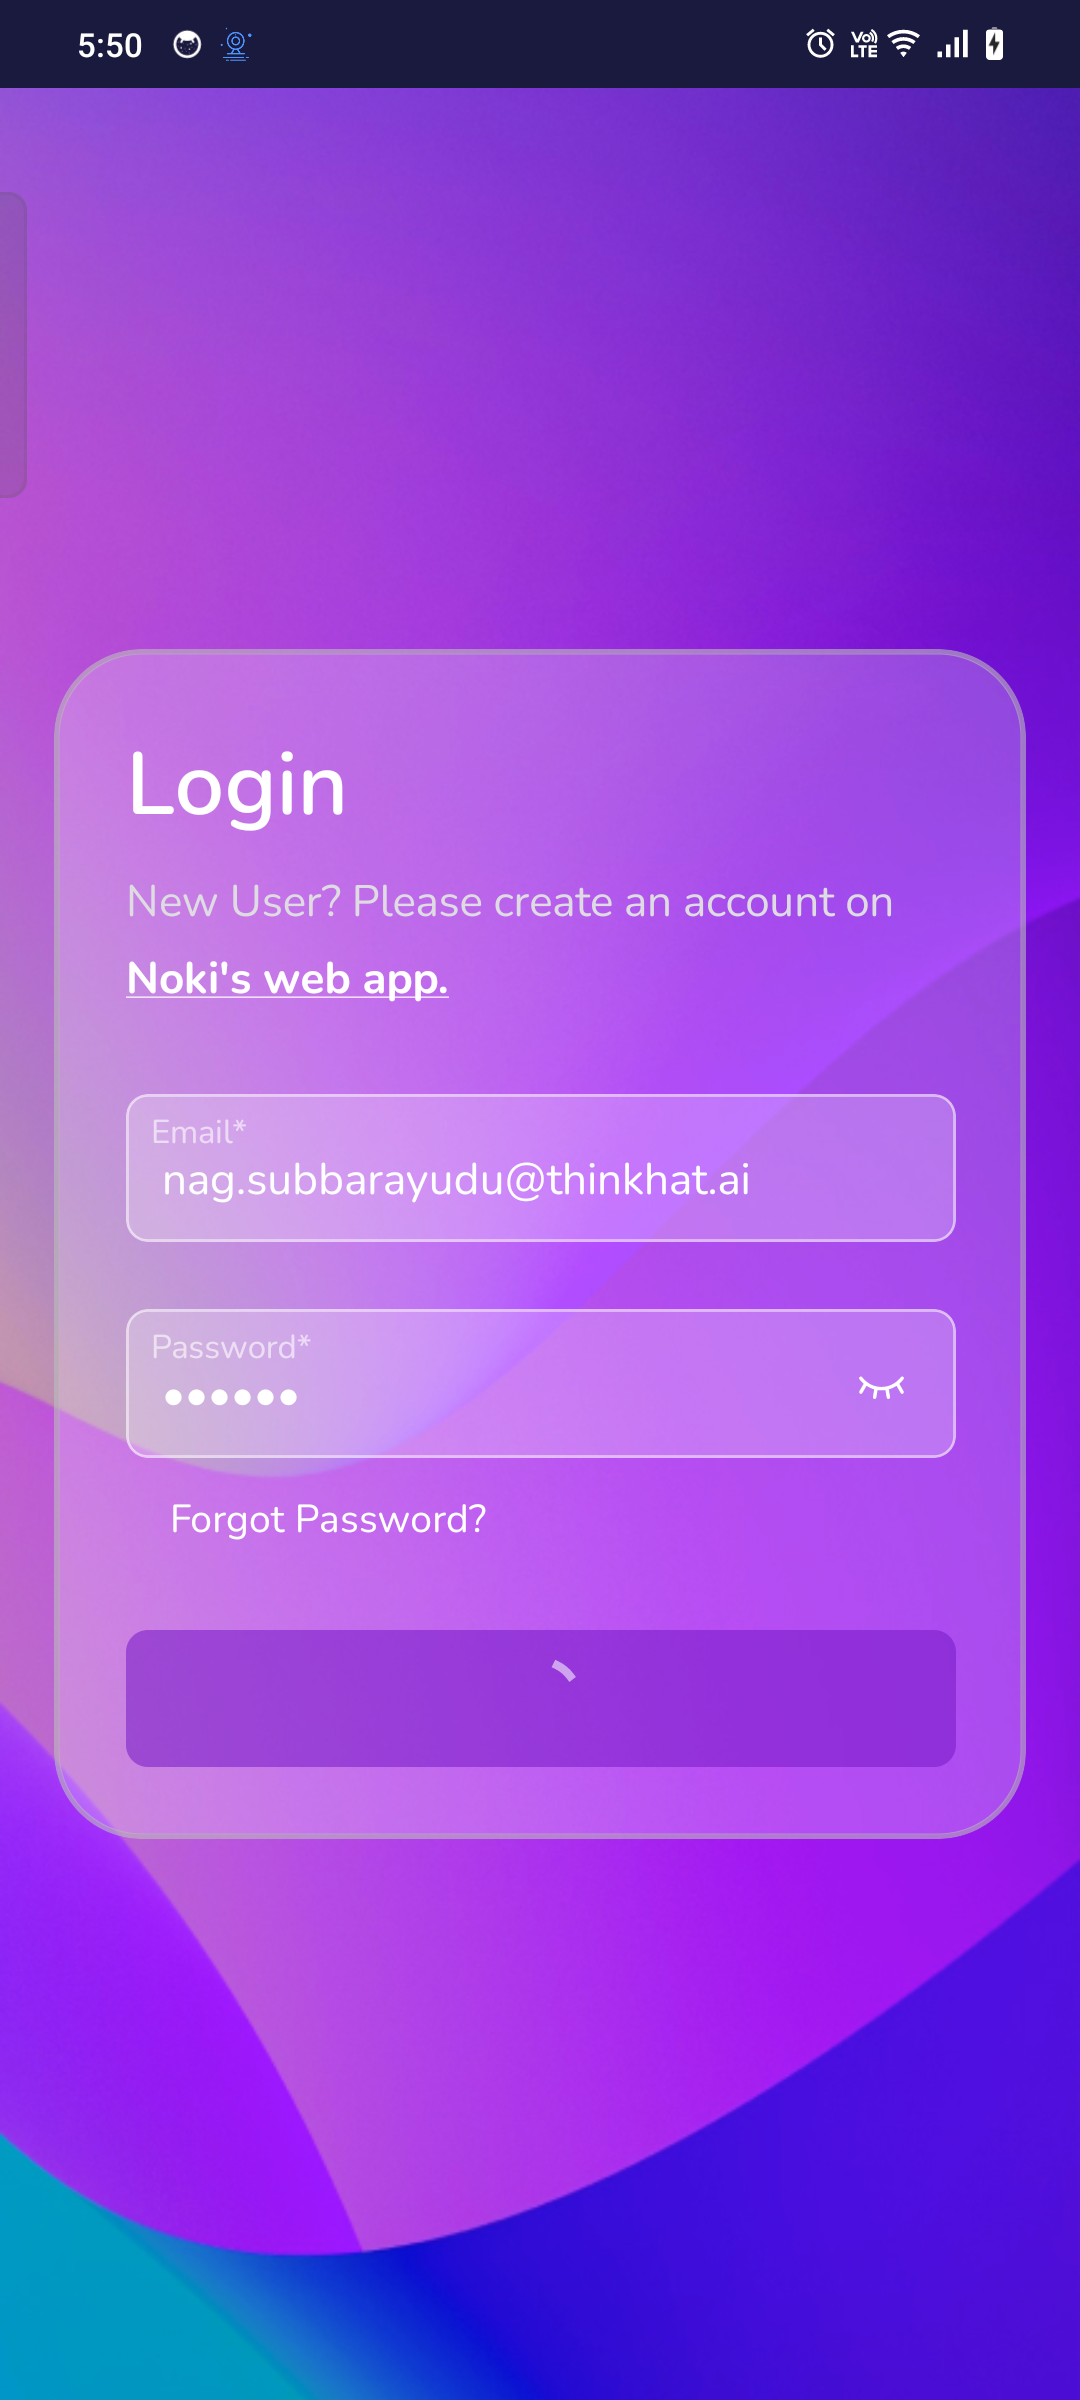 5:50
Vo) LTE
Login
New User? Please create an account on
Noki's web app.
Email*
nag.subbarayudu@thinkhat.ai
Password*
••••••
Forgot Password?